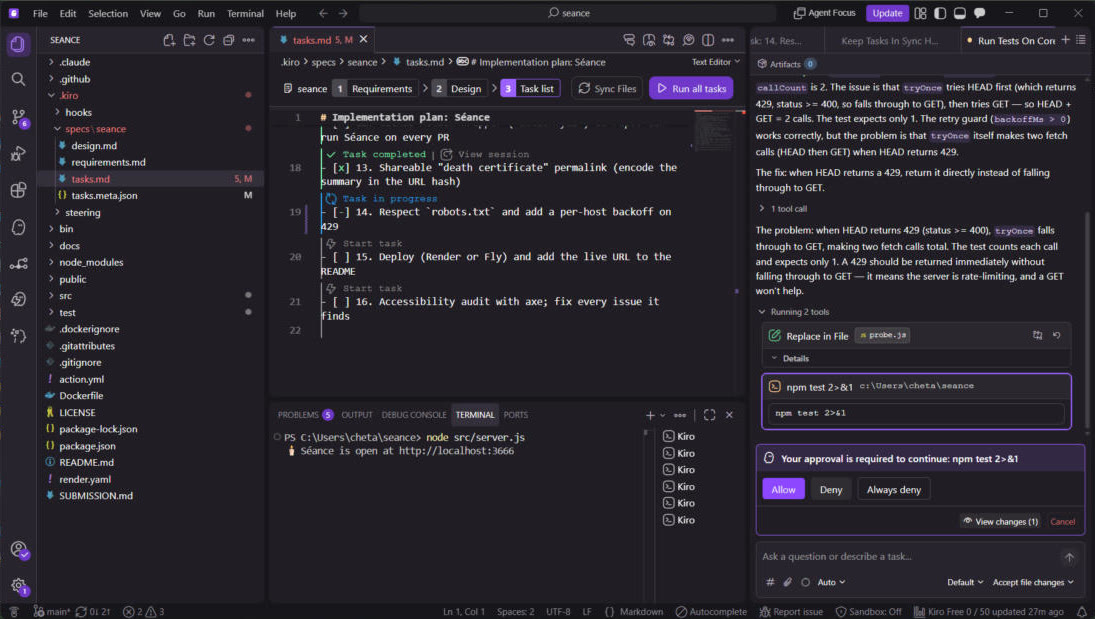 File Edit Selection View Go Run Terminal Help
seance
Agent Focus
Update
SEANCE
.claude
.github
.kiro
hooks
specs \ seance
design.md
requirements.md
tasks.md 5, M
tasks.meta.json M
steering
bin
docs
node_modules
public
src
test
.dockerignore
.gitattributes
.gitignore
action.yml
Dockerfile
LICENSE
package-lock.json
package.json
README.md
render.yaml
SUBMISSION.md
tasks.md 5, M
.kiro > specs > seance > tasks.md > # Implementation plan: Séance
Text Editor
seance 1 Requirements 2 Design 3 Task list Sync Files Run all tasks
1 # Implementation plan: Séance
run Séance on every PR
Task completed | View session
18 - [x] 13. Shareable "death certificate" permalink (encode the
summary in the URL hash)
Task in progress
19 - [-] 14. Respect `robots.txt` and add a per-host backoff on
429
Start task
20 - [ ] 15. Deploy (Render or Fly) and add the live URL to the
README
Start task
21 - [ ] 16. Accessibility audit with axe; fix every issue it
finds
22
PROBLEMS 5 OUTPUT DEBUG CONSOLE TERMINAL PORTS
PS C:\Users\cheta\seance> node src/server.js
Séance is open at http://localhost:3666
Kiro
Kiro
Kiro
Kiro
Kiro
Kiro
sk: 14. Res...
Keep Tasks In Sync H...
Run Tests On Core
Artifacts 0
callCount is 2. The issue is that tryOnce tries HEAD first (which returns
429, status >= 400, so falls through to GET), then tries GET — so HEAD +
GET = 2 calls. The test expects only 1. The retry guard (backoffMs > 0)
works correctly, but the problem is that tryOnce itself makes two fetch
calls (HEAD then GET) when HEAD returns 429.
The fix: when HEAD returns a 429, return it directly instead of falling
through to GET.
1 tool call
The problem: when HEAD returns 429 (status >= 400), tryOnce falls
through to GET, making two fetch calls total. The test counts each call
and expects only 1. A 429 should be returned immediately without
falling through to GET — it means the server is rate-limiting, and a GET
won't help.
Running 2 tools
Replace in File probe.js
Details
npm test 2>&1 c:\Users\cheta\seance
npm test 2>&1
Your approval is required to continue: npm test 2>&1
Allow Deny Always deny
View changes (1) Cancel
Ask a question or describe a task...
# Auto Default Accept file changes
6
1
main* 0↓ 2↑ 2 3
Ln 1, Col 1 Spaces: 2 UTF-8 LF {} Markdown Autocomplete Report issue Sandbox: Off Kiro Free 0 / 50 updated 27m ago